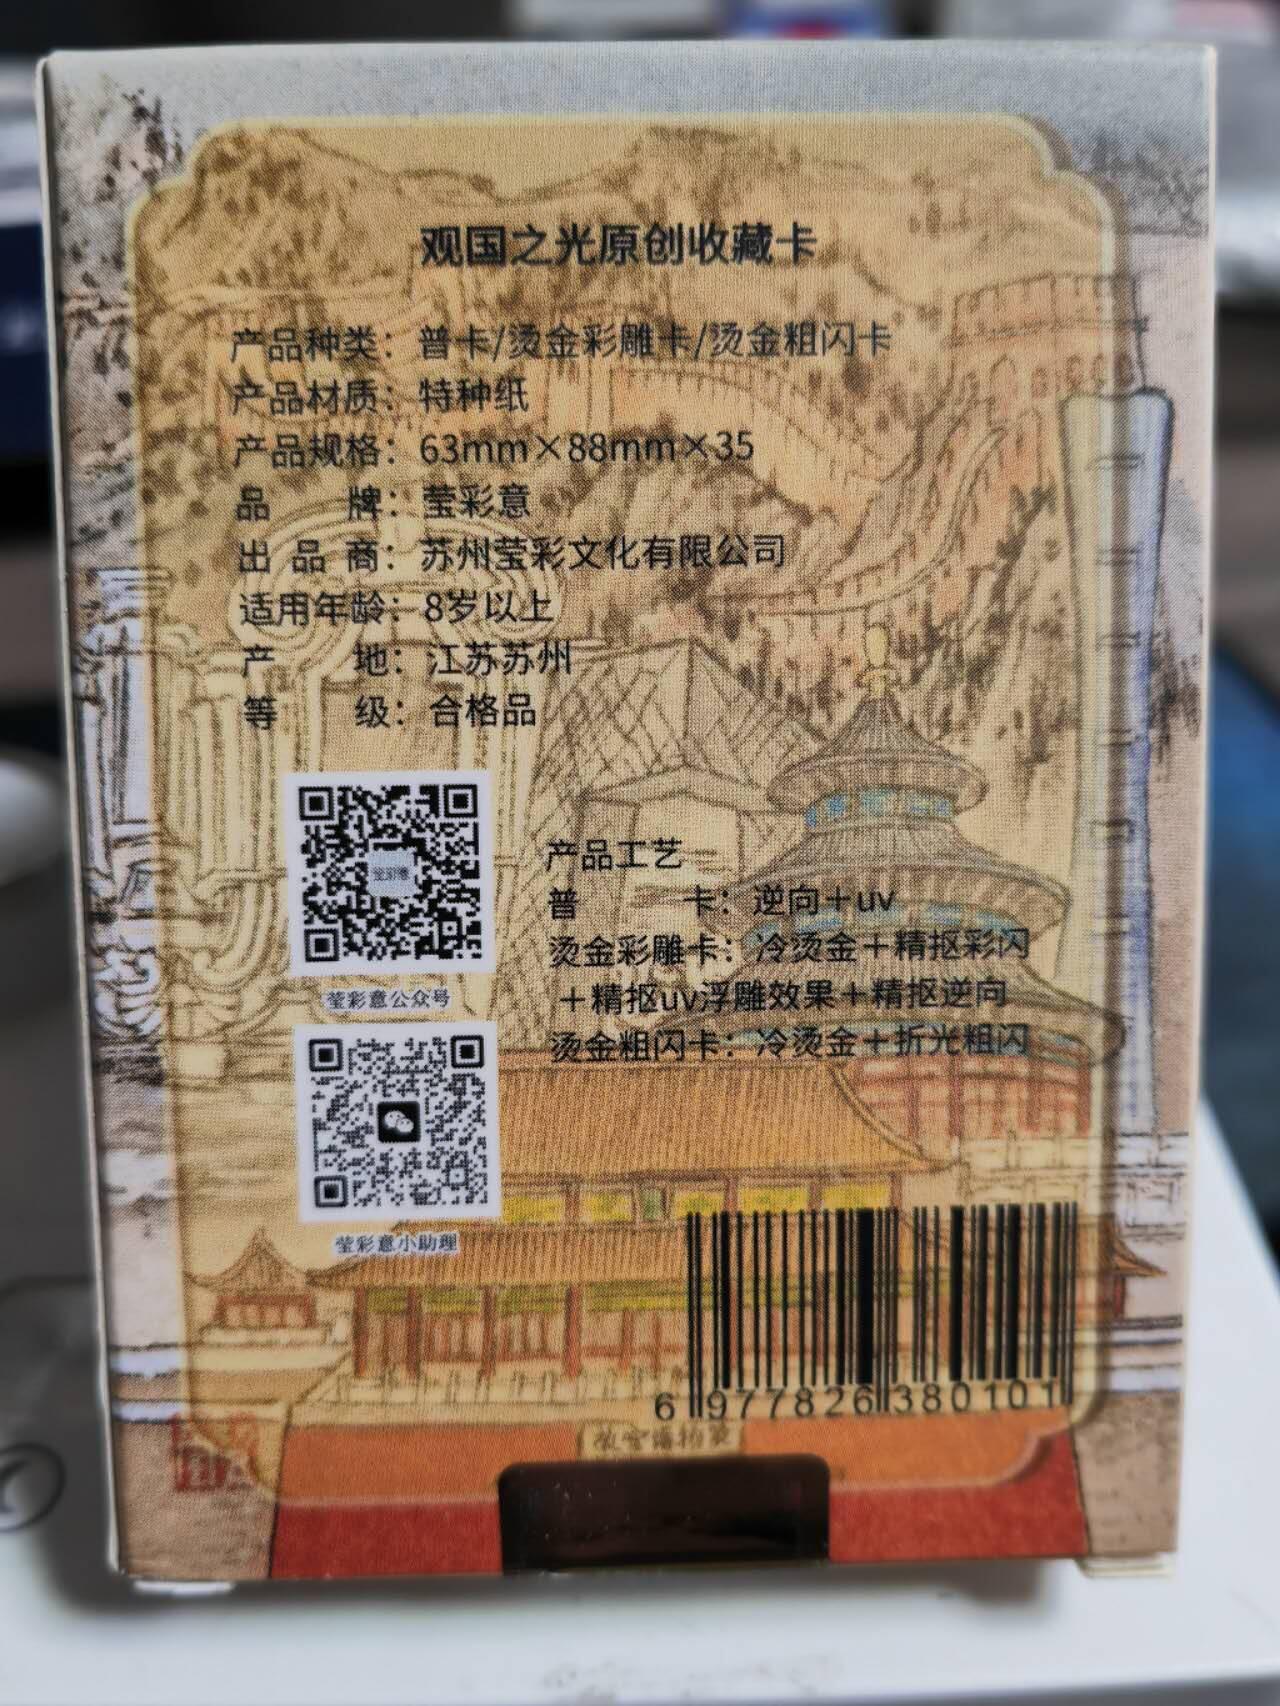 观国之光原创收藏卡
产品种类：普卡/烫金彩雕卡/烫金粗闪卡
产品材质：特种纸
产品规格：63mm×88mm×35
品 牌：莹彩意
出 品 商：苏州莹彩文化有限公司
适用年龄：8岁以上
产 地：江苏苏州
等 级：合格品
莹彩意
莹彩意公众号
莹彩意小助理
产品工艺
普 卡：逆向＋uv
烫金彩雕卡：冷烫金＋精抠彩闪
＋精抠uv浮雕效果＋精抠逆向
烫金粗闪卡：冷烫金＋折光粗闪
6 977826 380101